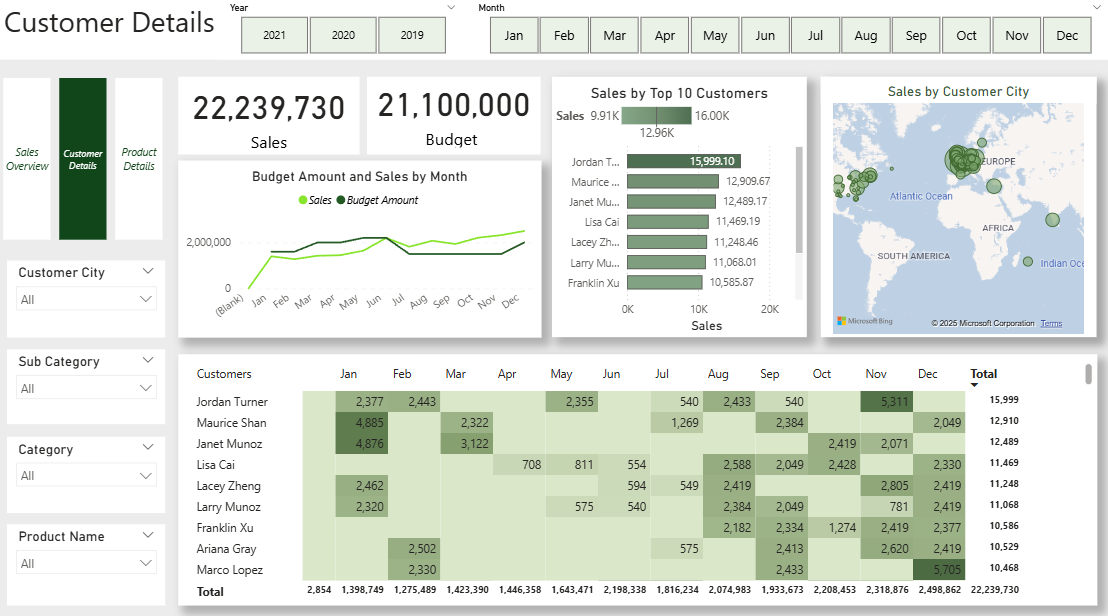 Customer Details
Year
2021 2020 2019
Month
Jan Feb Mar Apr May Jun Jul Aug Sep Oct Nov Dec
Sales Overview
Customer Details
Product Details
22,239,730
Sales
21,100,000
Budget
Budget Amount and Sales by Month
Sales Budget Amount
2,000,000
0
(Blank) Jan Feb Mar Apr May Jun Jul Aug Sep Oct Nov Dec
Sales by Top 10 Customers
Sales 9.91K 16.00K
12.96K
Jordan T... 15,999.10
Maurice ... 12,909.67
Janet Mu... 12,489.17
Lisa Cai 11,469.19
Lacey Zh... 11,248.46
Larry Mu... 11,068.01
Franklin Xu 10,585.87
0K 10K 20K
Sales
Sales by Customer City
EUROPE
Atlantic Ocean
AFRICA
SOUTH AMERICA
Indian Oce
Microsoft Bing
© 2025 Microsoft Corporation Terms
Customer City
All
Sub Category
All
Category
All
Product Name
All
Customers Jan Feb Mar Apr May Jun Jul Aug Sep Oct Nov Dec Total
Jordan Turner 2,377 2,443 2,355 540 2,433 540 5,311 15,999
Maurice Shan 4,885 2,322 1,269 2,384 2,049 12,910
Janet Munoz 4,876 3,122 2,419 2,071 12,489
Lisa Cai 708 811 554 2,588 2,049 2,428 2,330 11,469
Lacey Zheng 2,462 594 549 2,419 2,805 2,419 11,248
Larry Munoz 2,320 575 540 2,384 2,049 781 2,419 11,068
Franklin Xu 2,182 2,334 1,274 2,419 2,377 10,586
Ariana Gray 2,502 575 2,413 2,620 2,419 10,529
Marco Lopez 2,330 2,433 5,705 10,468
Total 2,854 1,398,749 1,275,489 1,423,390 1,446,358 1,643,471 2,198,338 1,816,234 2,074,983 1,933,673 2,208,453 2,318,876 2,498,862 22,239,730